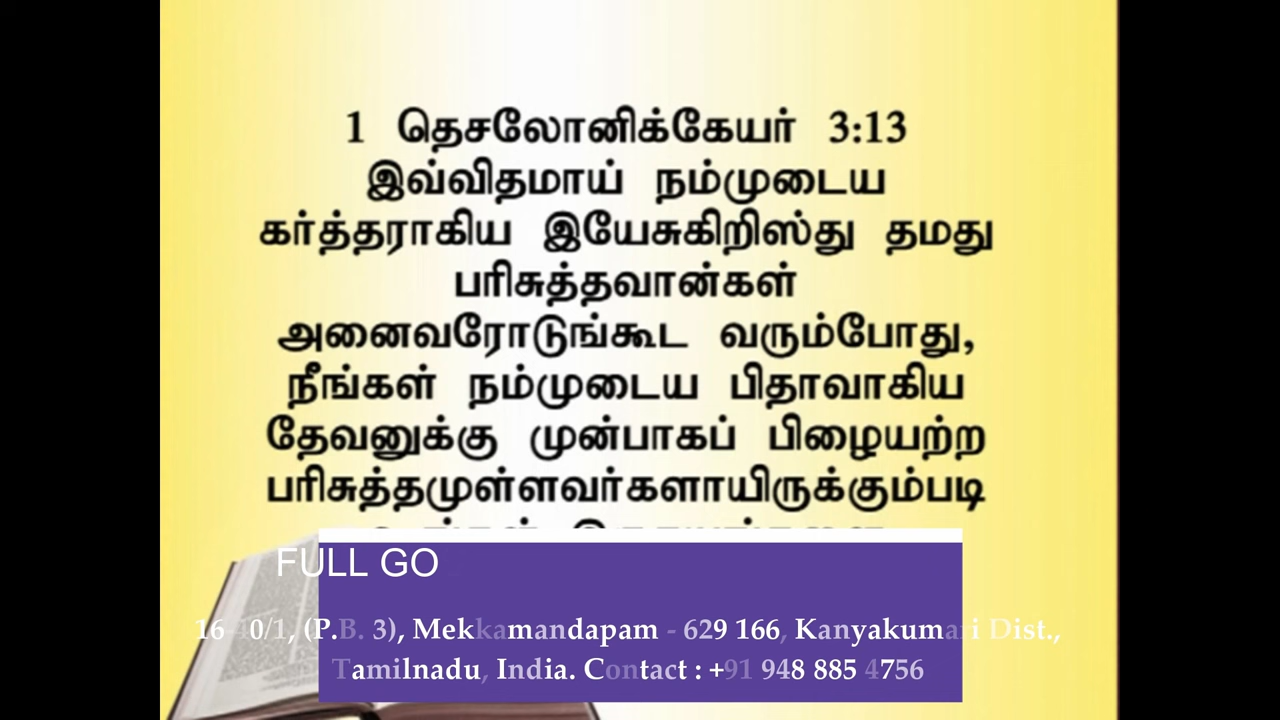 1 தெசலோனிக்கேயர் 3:13
இவ்விதமாய் நம்முடைய
கர்த்தராகிய இயேசுகிறிஸ்து தமது
பரிசுத்தவான்கள்
அனைவரோடுங்கூட வரும்போது,
நீங்கள் நம்முடைய பிதாவாகிய
தேவனுக்கு முன்பாகப் பிழையற்ற
பரிசுத்தமுள்ளவர்களாயிருக்கும்படி
FULL GO
(P.B. 3), Mekkamandapam - 629 166, Kanyakumari Dist.,
Tamilnadu, India. Contact : +91 948 885 4756